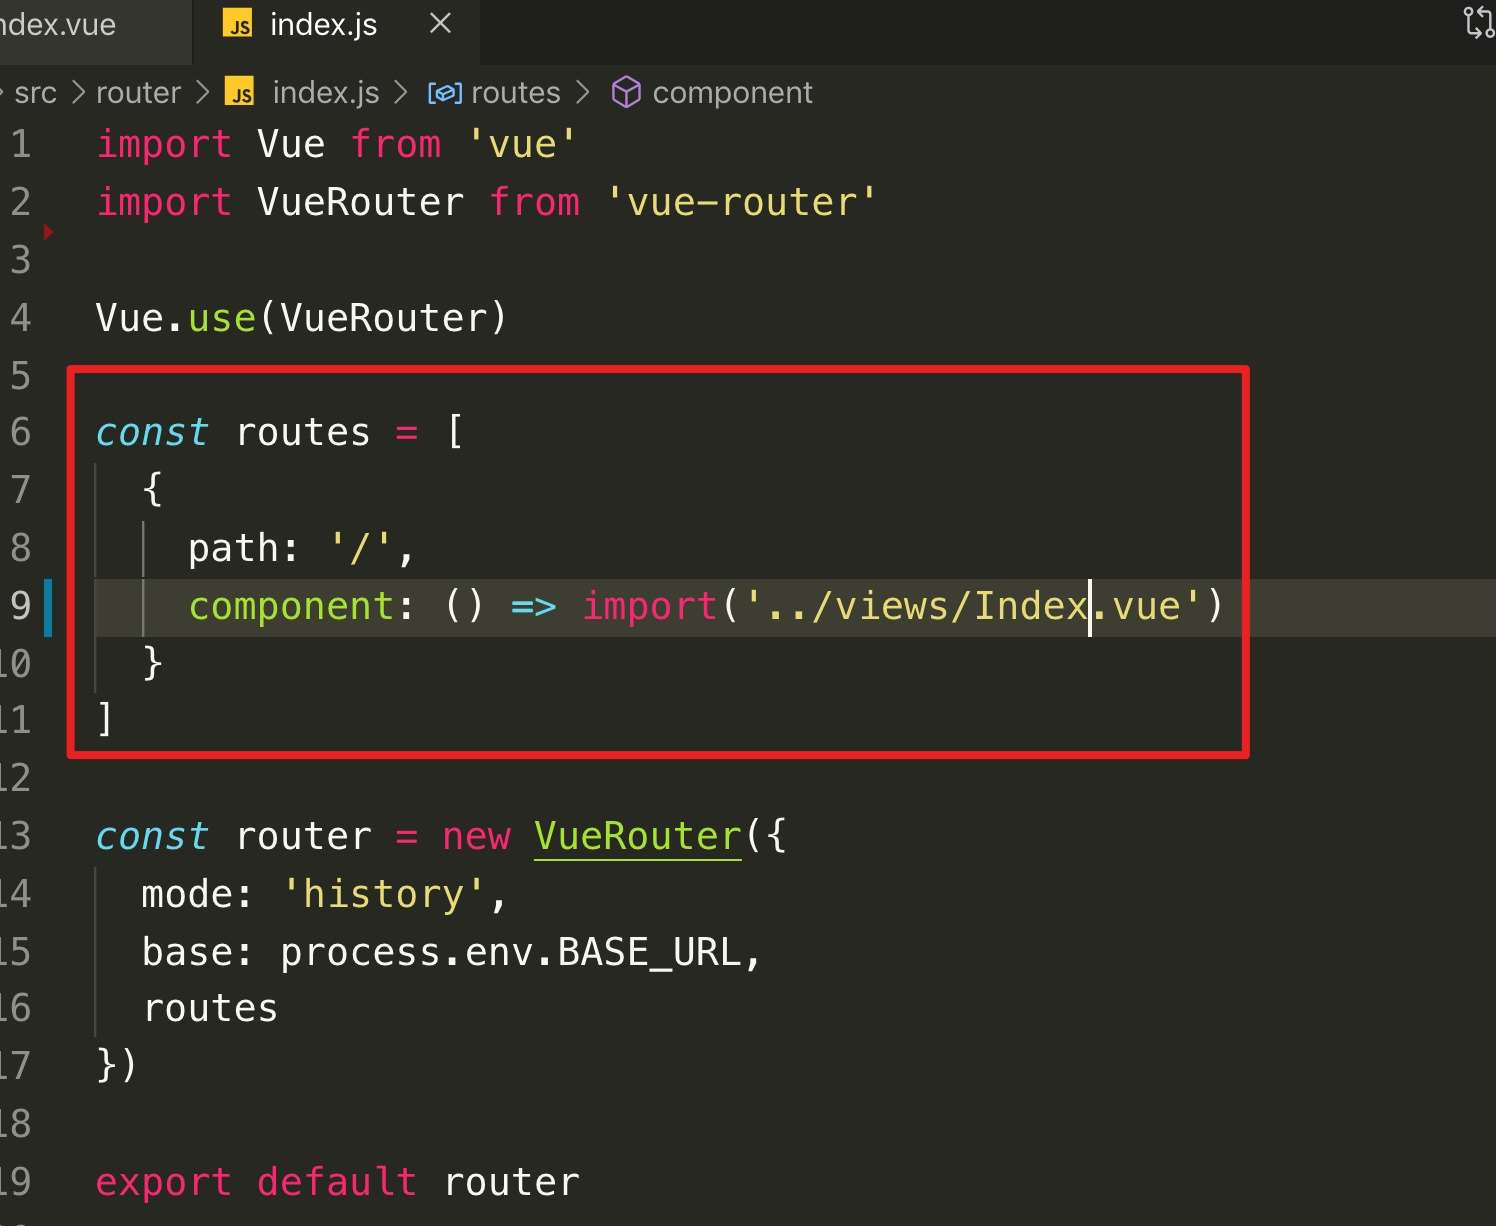 ndex.vue JS index.js
src router JS index.js routes component
1 import Vue from 'vue'
2 import VueRouter from 'vue-router'
3
4 Vue.use(VueRouter)
5
6 const routes = [
7 {
8 path: '/',
9 component: () => import('../views/Index.vue')
10 }
11 ]
12
13 const router = new VueRouter({
14 mode: 'history',
15 base: process.env.BASE_URL,
16 routes
17 })
18
19 export default router